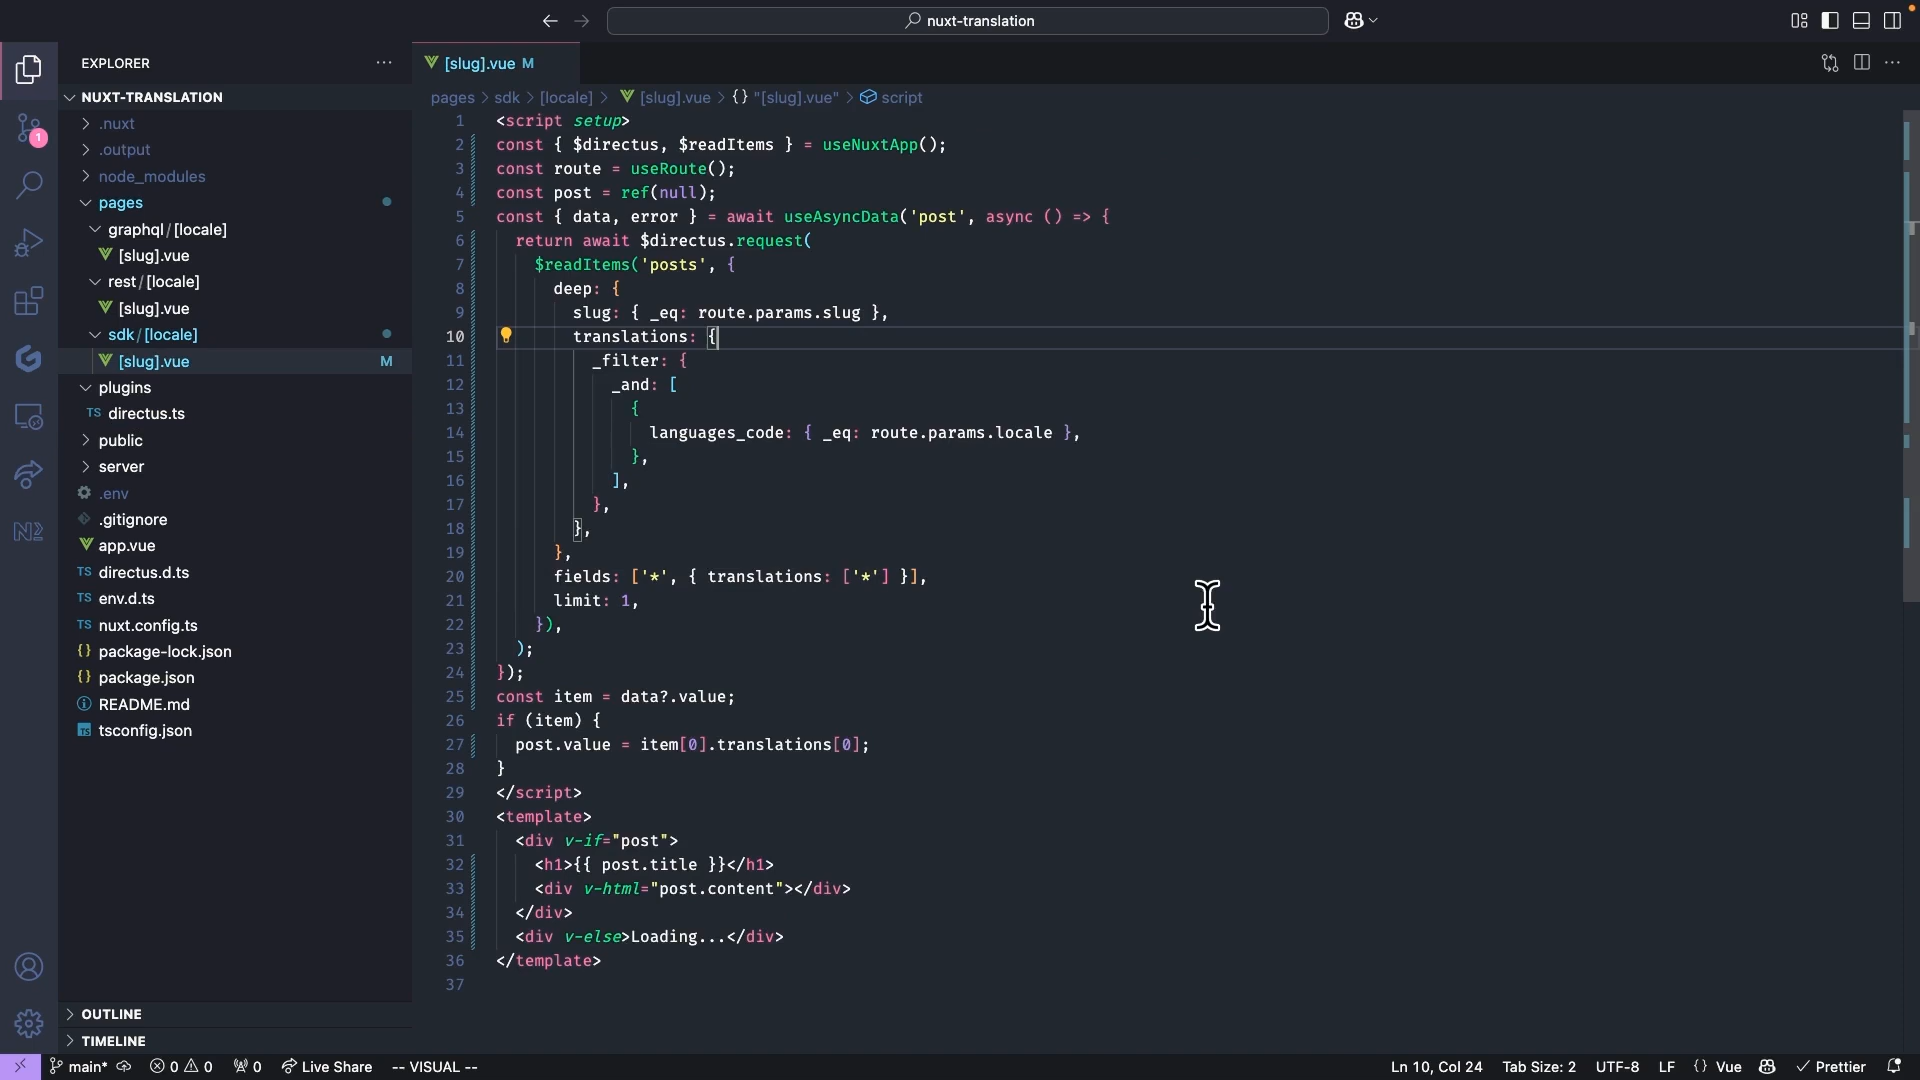 nuxt-translation
EXPLORER
[slug].vue M
NUXT-TRANSLATION
pages > sdk > [locale] > [slug].vue > {} "[slug].vue" > script
.nuxt
.output
node_modules
pages
graphql/[locale]
[slug].vue
rest/[locale]
[slug].vue
sdk/[locale]
[slug].vue M
plugins
TS directus.ts
public
server
.env
.gitignore
app.vue
TS directus.d.ts
TS env.d.ts
TS nuxt.config.ts
{} package-lock.json
{} package.json
README.md
tsconfig.json
OUTLINE
TIMELINE
1
1 <script setup>
2 const { $directus, $readItems } = useNuxtApp();
3 const route = useRoute();
4 const post = ref(null);
5 const { data, error } = await useAsyncData('post', async () => {
6 return await $directus.request(
7 $readItems('posts', {
8 deep: {
9 slug: { _eq: route.params.slug },
10 translations: {
11 _filter: {
12 _and: [
13 {
14 languages_code: { _eq: route.params.locale },
15 },
16 ],
17 },
18 },
19 },
20 fields: ['*', { translations: ['*'] }],
21 limit: 1,
22 }),
23 );
24 });
25 const item = data?.value;
26 if (item) {
27 post.value = item[0].translations[0];
28 }
29 </script>
30 <template>
31 <div v-if="post">
32 <h1>{{ post.title }}</h1>
33 <div v-html="post.content"></div>
34 </div>
35 <div v-else>Loading...</div>
36 </template>
37
main* 0 0 0 Live Share -- VISUAL -- Ln 10, Col 24 Tab Size: 2 UTF-8 LF {} Vue Prettier